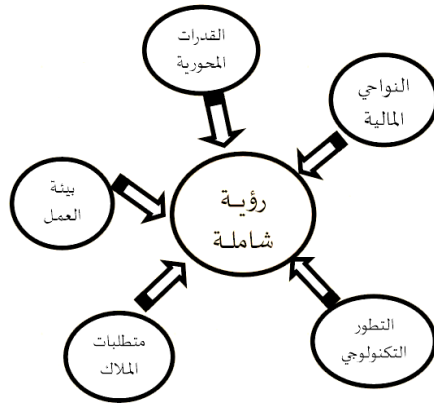 القدرات
المحورية
النواحي
المالية
رؤية
شاملة
بيئة
العمل
متطلبات
الملاك
التطور
التكنولوجي